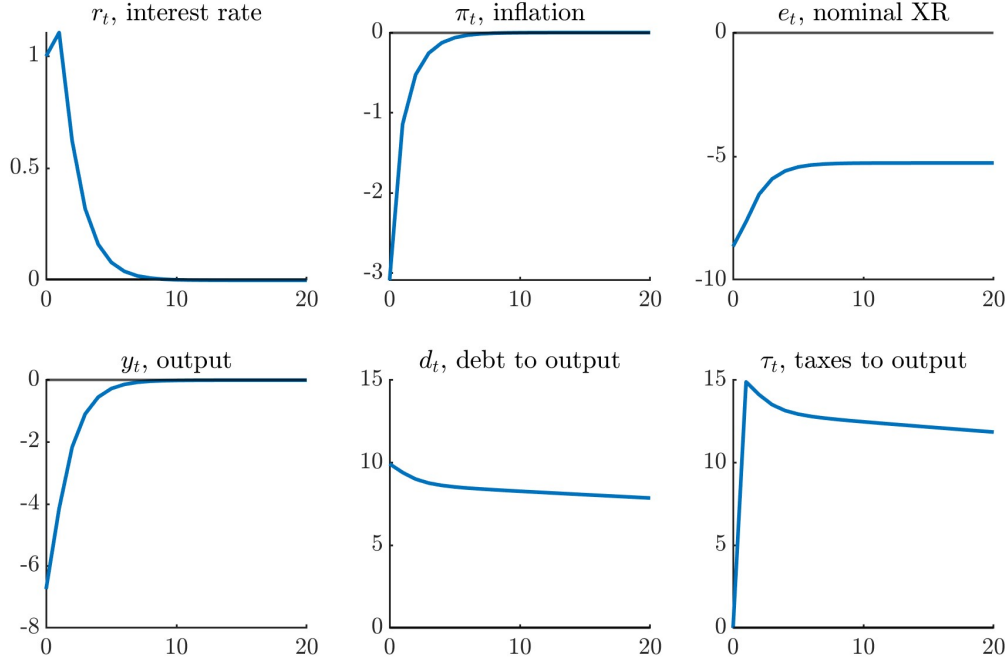 r_t, interest rate
1
0.5
0
0 10 20
π_t, inflation
0
-1
-2
-3
0 10 20
e_t, nominal XR
0
-5
-10
0 10 20
y_t, output
0
-2
-4
-6
-8
0 10 20
d_t, debt to output
15
10
5
0
0 10 20
τ_t, taxes to output
15
10
5
0
0 10 20